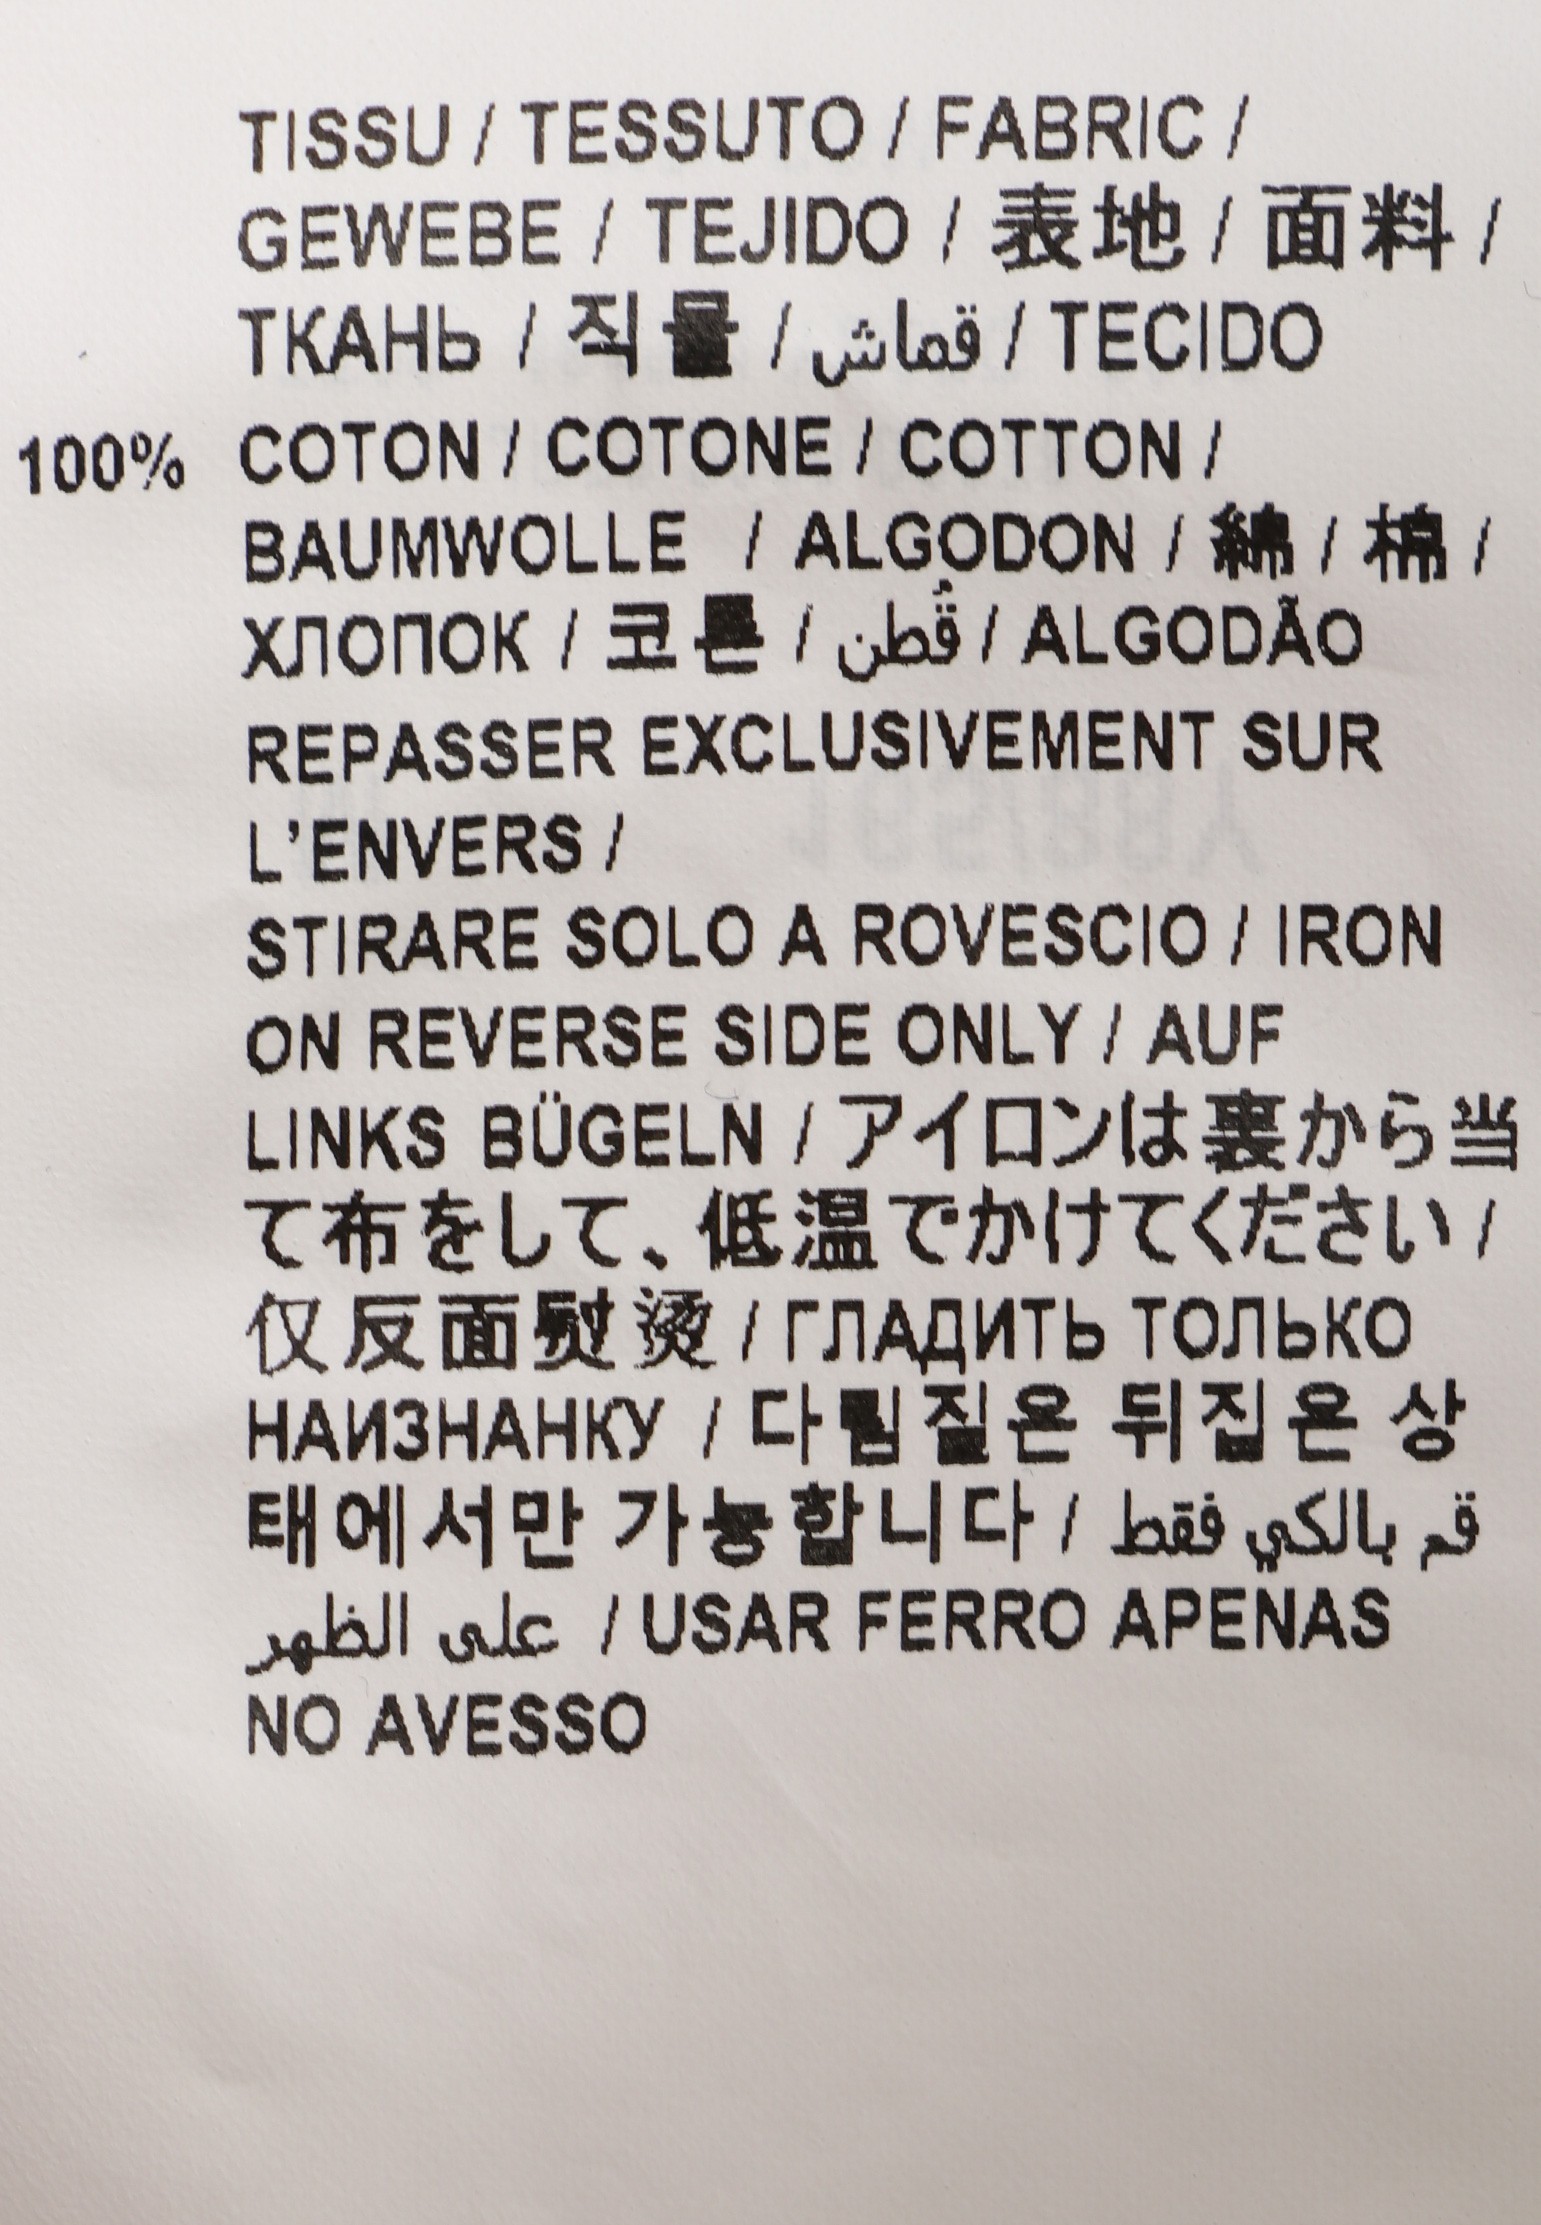 TISSU / TESSUTO / FABRIC /
GEWEBE / TEJIDO / 表地 / 面料 /
ТКАНЬ / 직물 / قماش / TECIDO
100% COTON / COTONE / COTTON /
BAUMWOLLE / ALGODON / 綿 / 棉 /
ХЛОПОК / 코튼 / قُطن / ALGODÃO
REPASSER EXCLUSIVEMENT SUR
L'ENVERS /
STIRARE SOLO A ROVESCIO / IRON
ON REVERSE SIDE ONLY / AUF
LINKS BÜGELN / アイロンは裏から当
て布をして、低温でかけてください /
仅反面熨烫 / ГЛАДИТЬ ТОЛЬКО
НАИЗНАНКУ / 다림질은 뒤집은 상
태에서만 가능합니다 / قم بالكي فقط
على الظهر / USAR FERRO APENAS
NO AVESSO